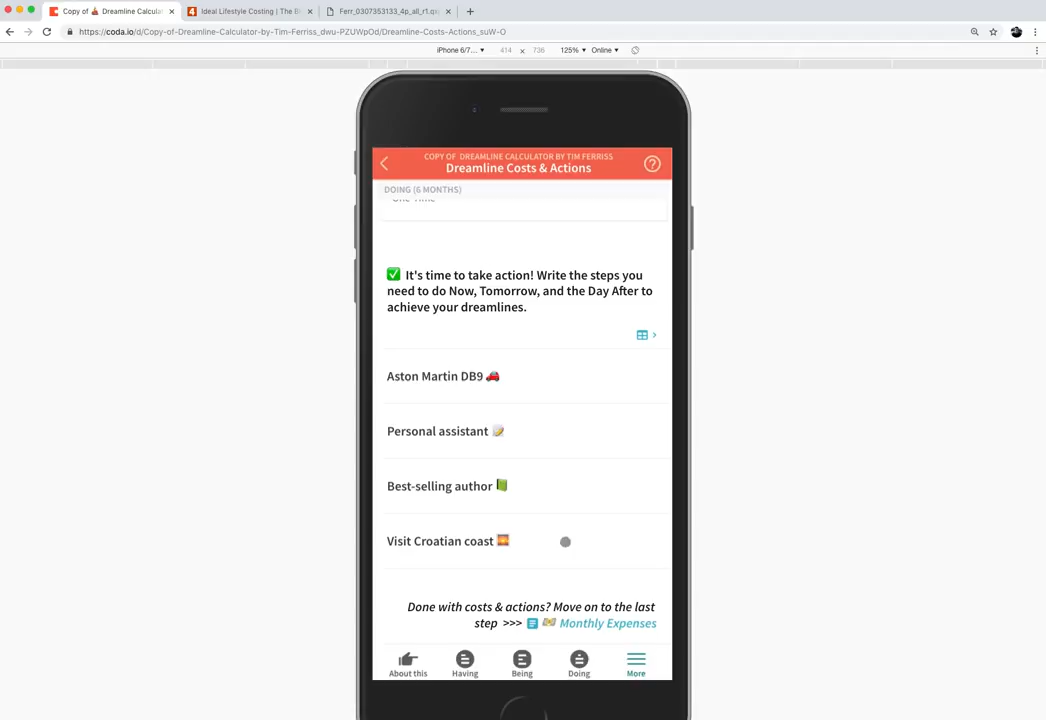 Copy of Dreamline Calcula
Ideal Lifestyle Costing | The B
Ferr_0307353133_4p_all_r1.qx
https://coda.io/d/Copy-of-Dreamline-Calculator-by-Tim-Ferriss_dwu-PZUWpOd/Dreamline-Costs-Actions_suW-O
iPhone 6/7... ▼ 414 × 736 125% ▼ Online ▼
COPY OF DREAMLINE CALCULATOR BY TIM FERRISS
Dreamline Costs & Actions
DOING (6 MONTHS)
One-Time
✅ It's time to take action! Write the steps you
need to do Now, Tomorrow, and the Day After to
achieve your dreamlines.
Aston Martin DB9 🚗
Personal assistant 📝
Best-selling author 📗
Visit Croatian coast 🌅
Done with costs & actions? Move on to the last
step >>> 💴 Monthly Expenses
About this Having Being Doing More